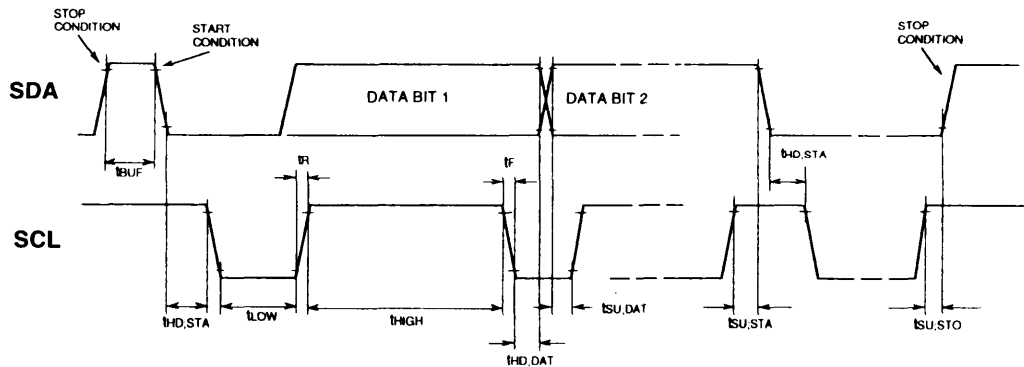 STOP
CONDITION
START
CONDITION
STOP
CONDITION
SDA
DATA BIT 1
DATA BIT 2
tBUF
tR
tF
tHD,STA
SCL
tHD,STA
tLOW
tHIGH
tHD,DAT
tSU,DAT
tSU,STA
tSU,STO